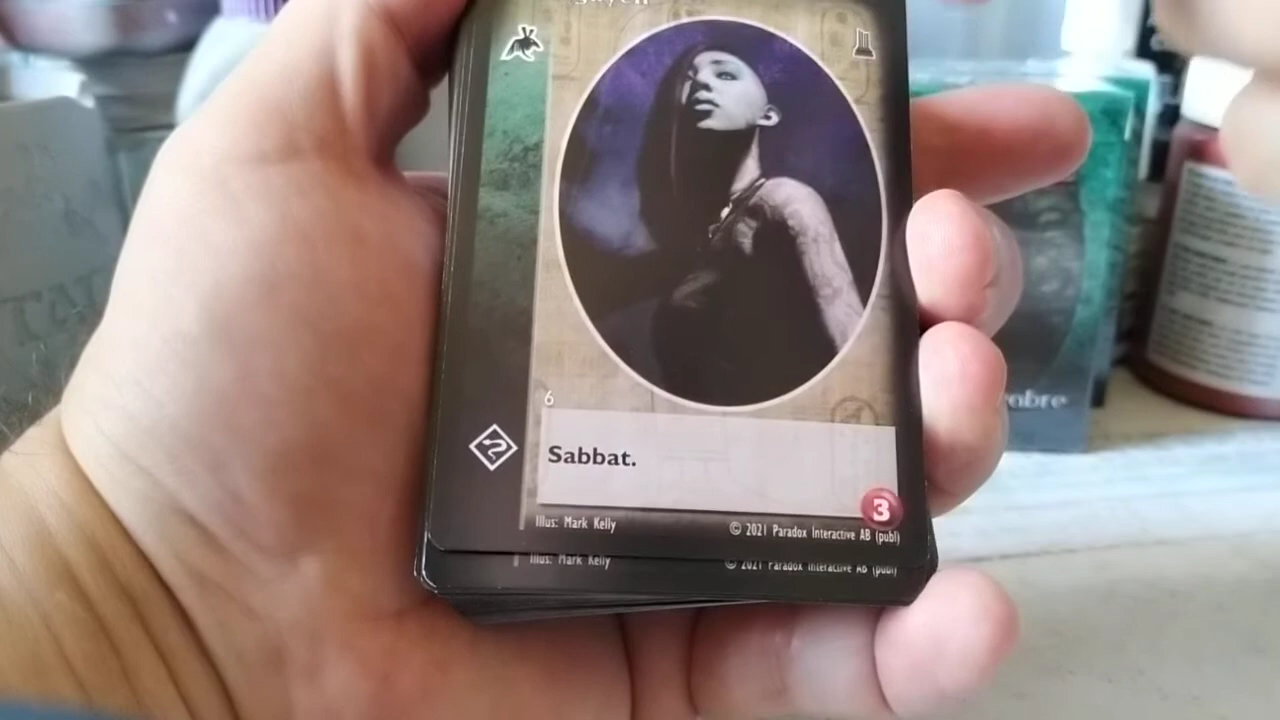 6
Sabbat.
3
Illus: Mark Kelly
© 2021 Paradox Interactive AB (publ)
Illus: Mark Kelly
© 2021 Paradox Interactive AB (publ)